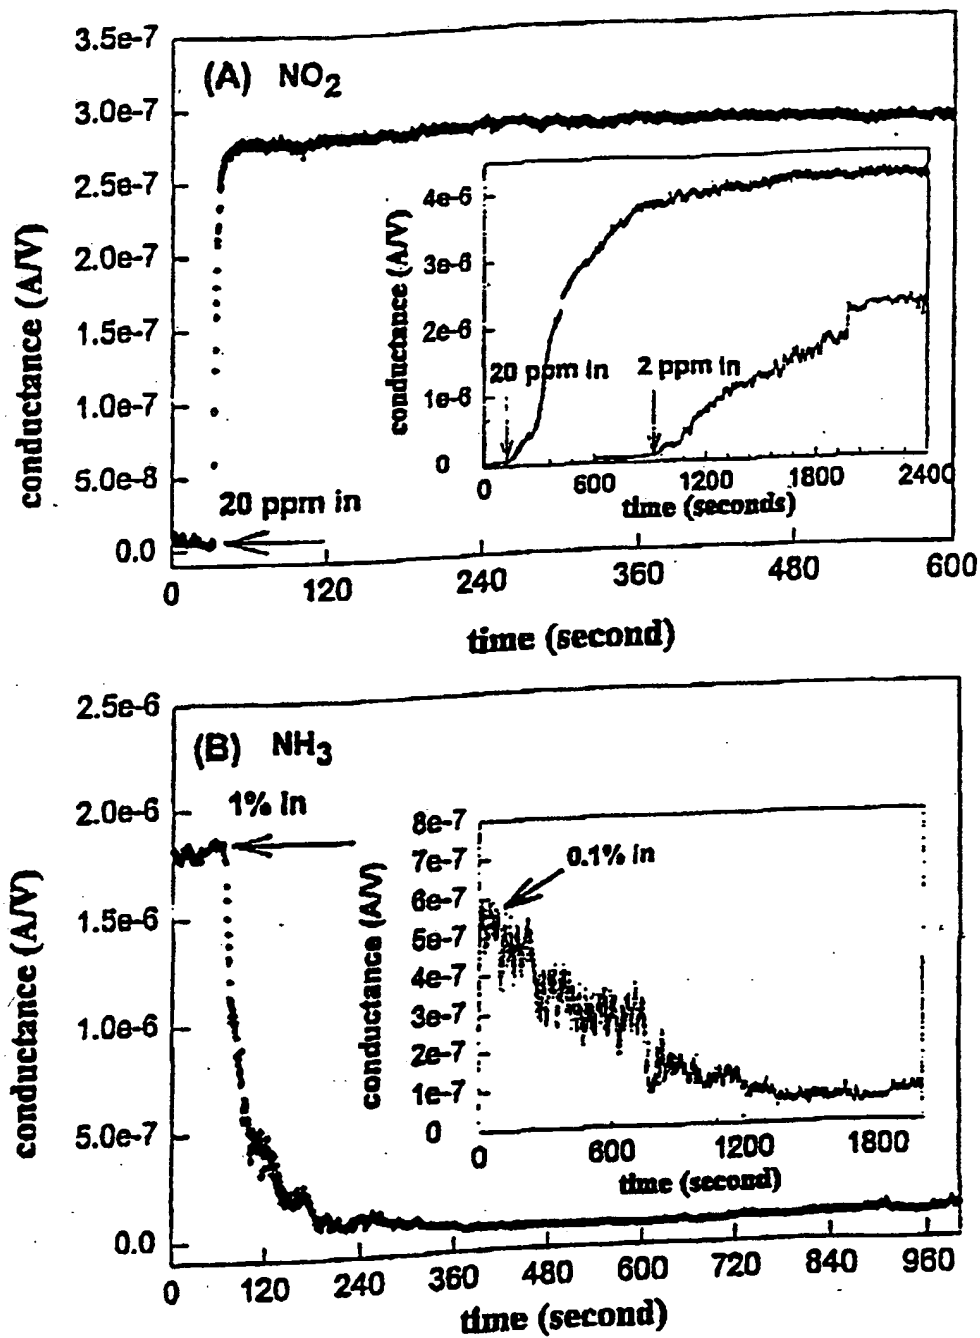 (A) NO2
conductance (A/V)
3.5e-7
3.0e-7
2.5e-7
2.0e-7
1.5e-7
1.0e-7
5.0e-8
0.0
20 ppm in
0 120 240 360 480 600
time (second)
conductance (A/V)
4e-6
3e-6
2e-6
1e-6
0
20 ppm in
2 ppm in
0 600 1200 1800 2400
time (seconds)
(B) NH3
conductance (A/V)
2.5e-6
2.0e-6
1.5e-6
1.0e-6
5.0e-7
0.0
1% in
0 120 240 360 480 600 720 840 960
time (second)
conductance (A/V)
8e-7
7e-7
6e-7
5e-7
4e-7
3e-7
2e-7
1e-7
0
0.1% in
0 600 1200 1800
time (second)